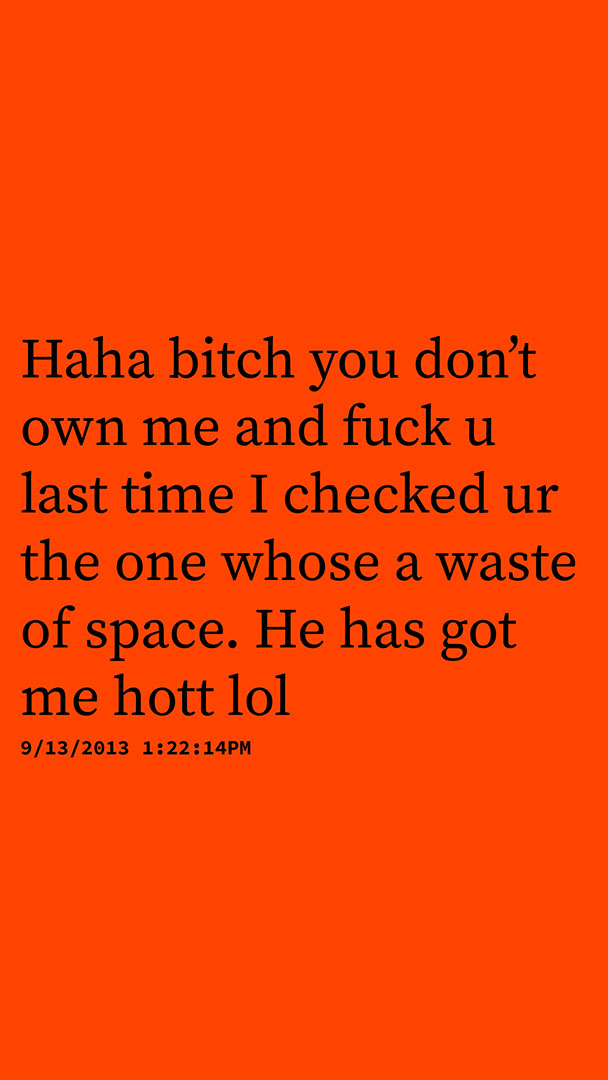 Haha bitch you don’t
own me and fuck u
last time I checked ur
the one whose a waste
of space. He has got
me hott lol
9/13/2013 1:22:14PM